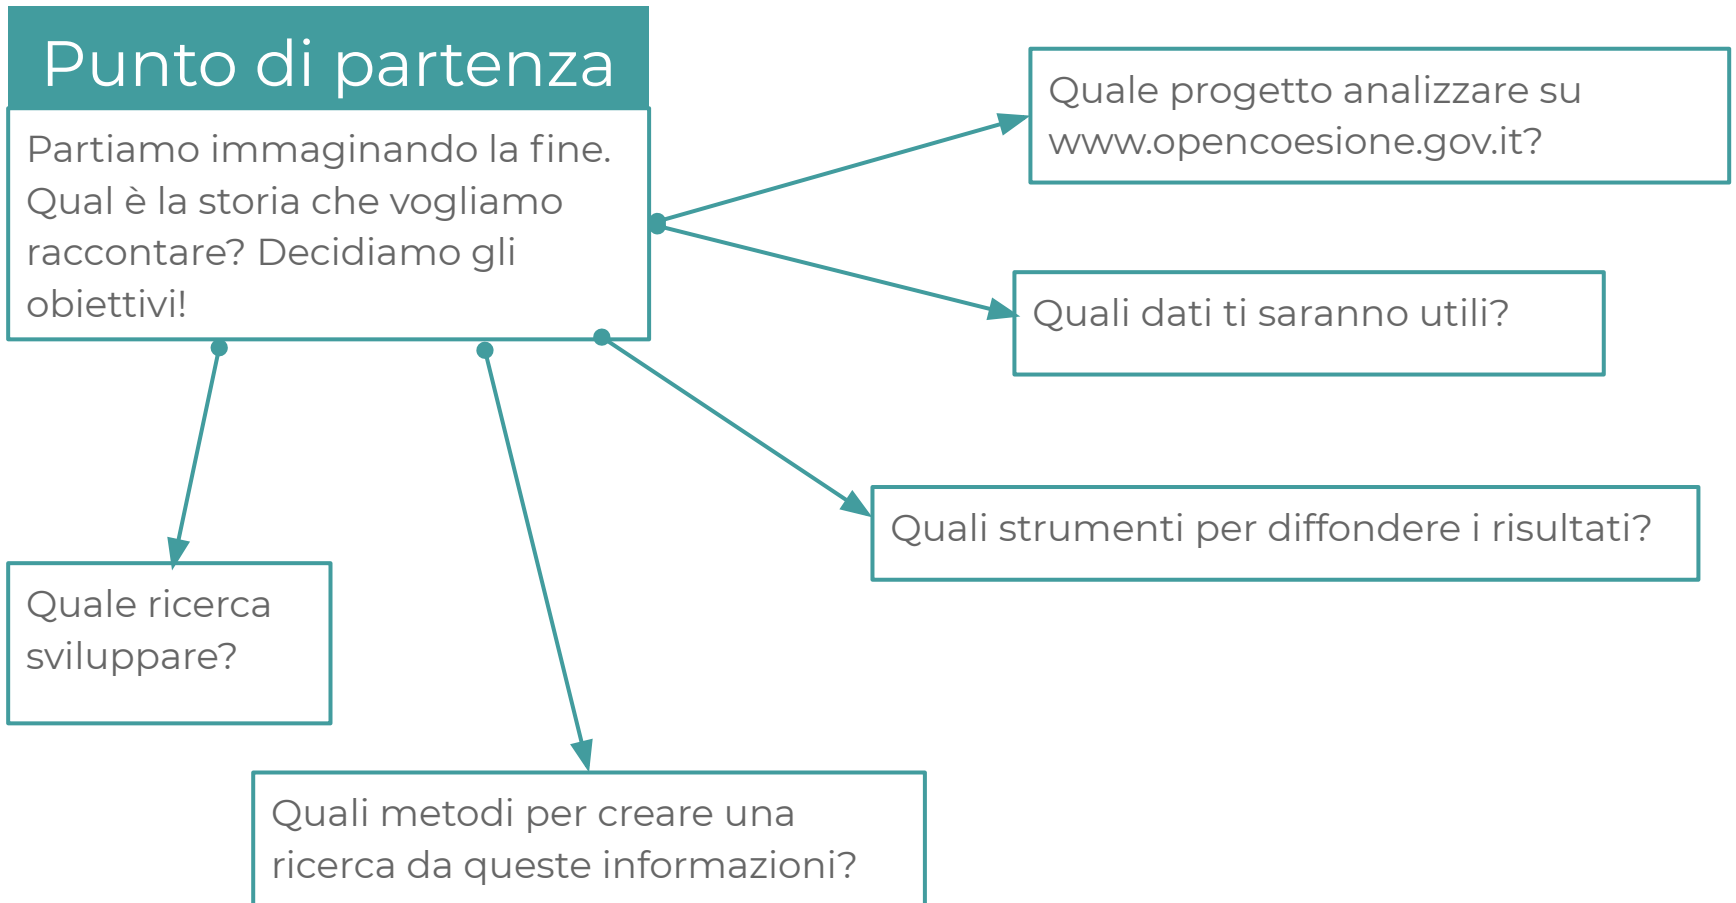 Punto di partenza
Partiamo immaginando la fine.
Qual è la storia che vogliamo
raccontare? Decidiamo gli
obiettivi!
Quale progetto analizzare su
www.opencoesione.gov.it?
Quali dati ti saranno utili?
Quali strumenti per diffondere i risultati?
Quale ricerca
sviluppare?
Quali metodi per creare una
ricerca da queste informazioni?